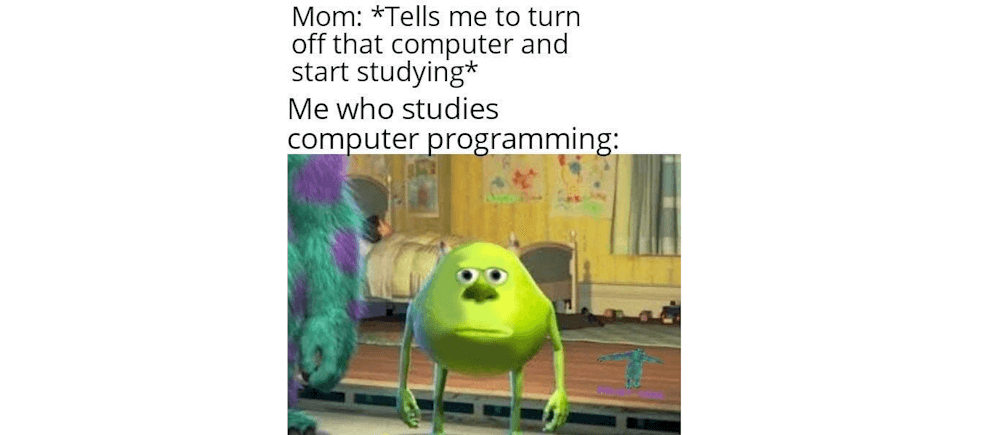 Mom: *Tells me to turn
off that computer and
start studying*
Me who studies
computer programming: